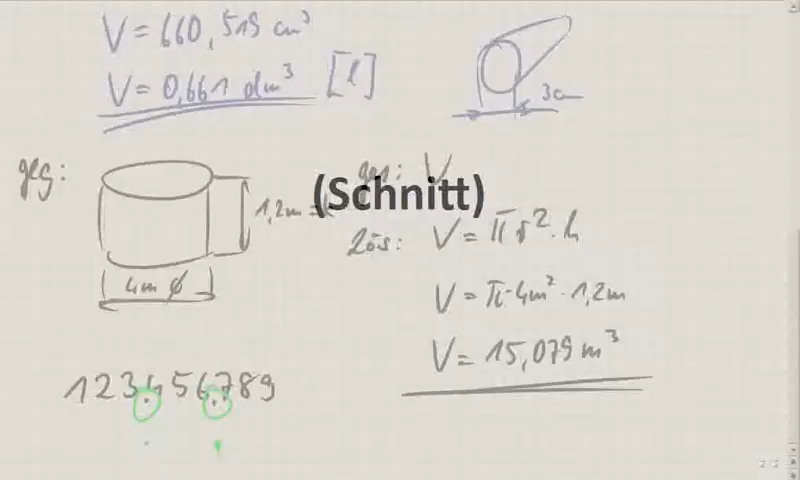 V = 660,519 cm³
V = 0,661 dm³ [l]
3cm
geg:
ges: V
(Schnitt)
1,2m = h
4m ∅
Lös: V = π r² · h
V = π · 4m² · 1,2m
V = 15,079 m³
123456789